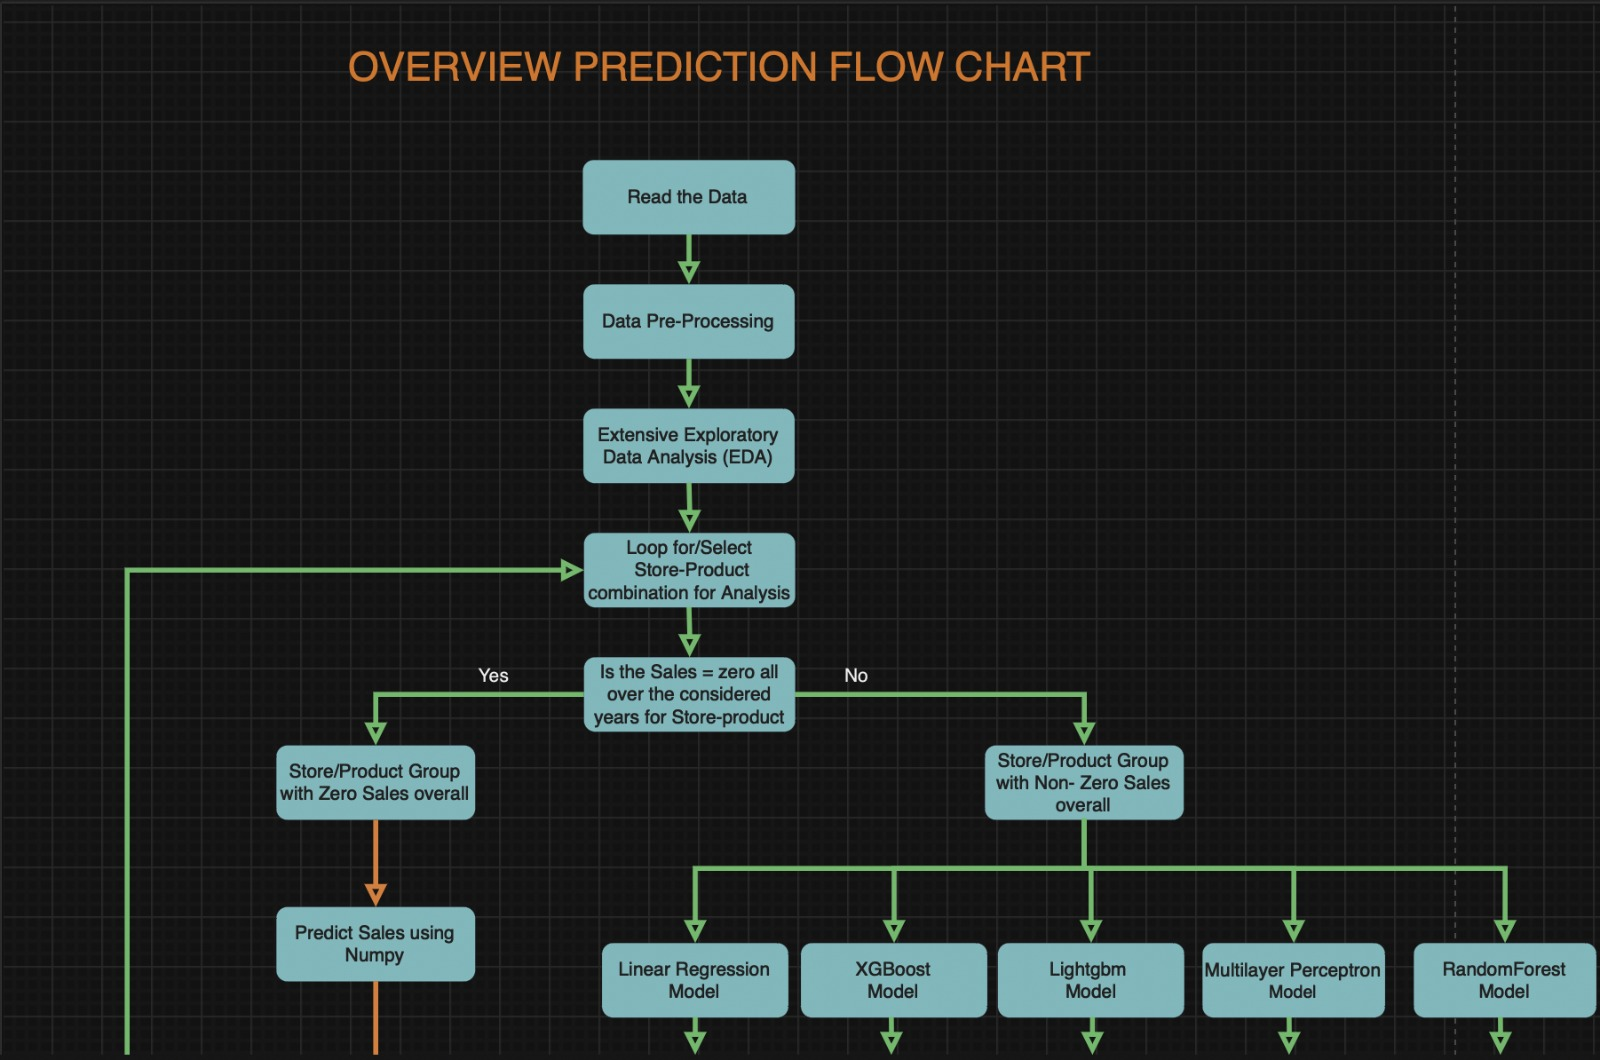 OVERVIEW PREDICTION FLOW CHART
Read the Data
Data Pre-Processing
Extensive Exploratory
Data Analysis (EDA)
Loop for/Select
Store-Product
combination for Analysis
Is the Sales = zero all
over the considered
years for Store-product
Yes
No
Store/Product Group
with Zero Sales overall
Store/Product Group
with Non- Zero Sales
overall
Predict Sales using
Numpy
Linear Regression
Model
XGBoost
Model
Lightgbm
Model
Multilayer Perceptron
Model
RandomForest
Model